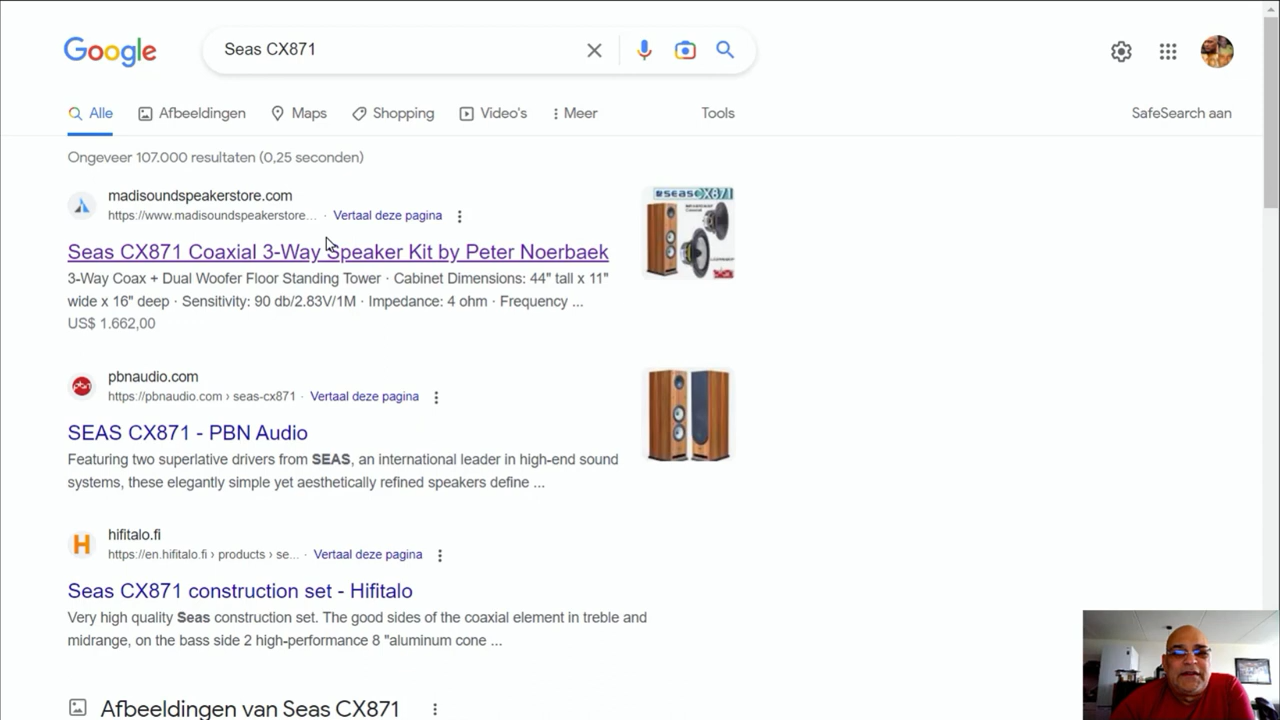 Google
Seas CX871
Alle Afbeeldingen Maps Shopping Video's Meer Tools SafeSearch aan
Ongeveer 107.000 resultaten (0,25 seconden)
madisoundspeakerstore.com
https://www.madisoundspeakerstore... · Vertaal deze pagina
Seas CX871 Coaxial 3-Way Speaker Kit by Peter Noerbaek
3-Way Coax + Dual Woofer Floor Standing Tower · Cabinet Dimensions: 44" tall x 11"
wide x 16" deep · Sensitivity: 90 db/2.83V/1M · Impedance: 4 ohm · Frequency ...
US$ 1.662,00
SEAS CX871
pbnaudio.com
https://pbnaudio.com › seas-cx871 · Vertaal deze pagina
SEAS CX871 - PBN Audio
Featuring two superlative drivers from SEAS, an international leader in high-end sound
systems, these elegantly simple yet aesthetically refined speakers define ...
hifitalo.fi
https://en.hifitalo.fi › products › se... · Vertaal deze pagina
Seas CX871 construction set - Hifitalo
Very high quality Seas construction set. The good sides of the coaxial element in treble and
midrange, on the bass side 2 high-performance 8 "aluminum cone ...
Afbeeldingen van Seas CX871